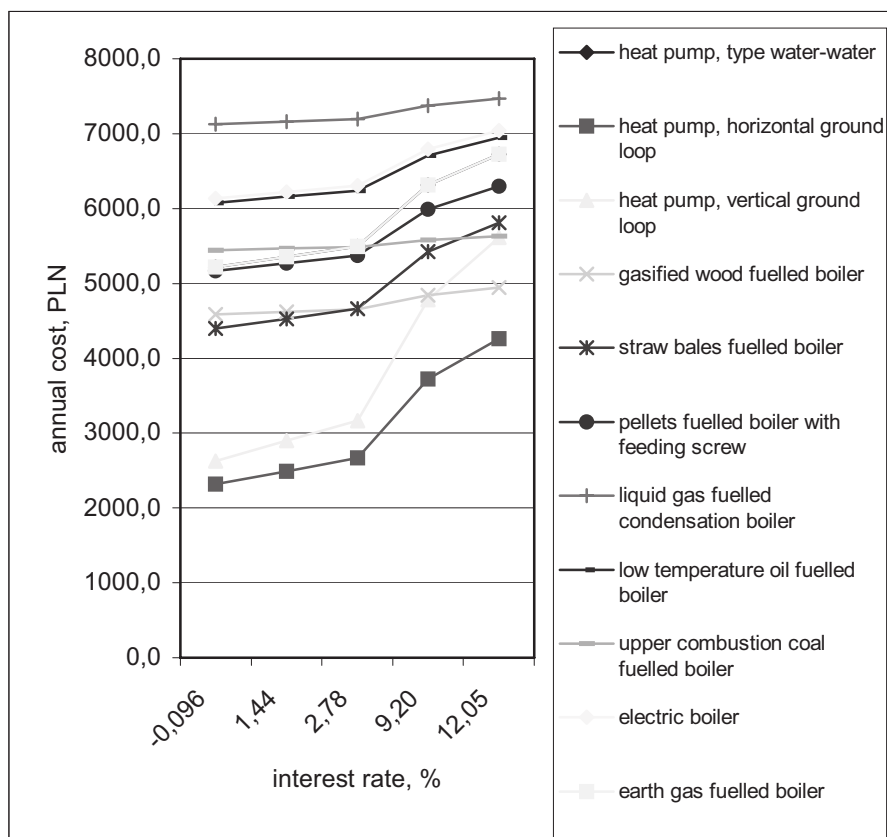 8000,0
7000,0
6000,0
5000,0
4000,0
3000,0
2000,0
1000,0
0,0
annual cost, PLN
-0,096
1,44
2,78
9,20
12,05
interest rate, %
heat pump, type water-water
heat pump, horizontal ground
loop
heat pump, vertical ground
loop
gasified wood fuelled boiler
straw bales fuelled boiler
pellets fuelled boiler with
feeding screw
liquid gas fuelled
condensation boiler
low temperature oil fuelled
boiler
upper combustion coal
fuelled boiler
electric boiler
earth gas fuelled boiler